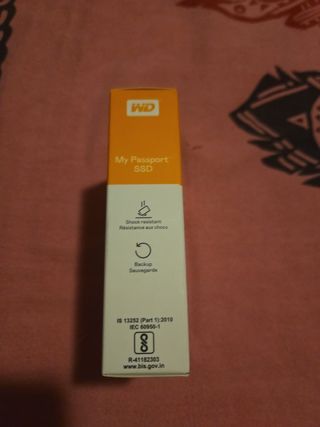 WD
My Passport™
SSD
Shock resistant
Résistance aux chocs
Backup
Sauvegarde
IS 13252 (Part 1):2010
IEC 60950-1
R-41182303
www.bis.gov.in